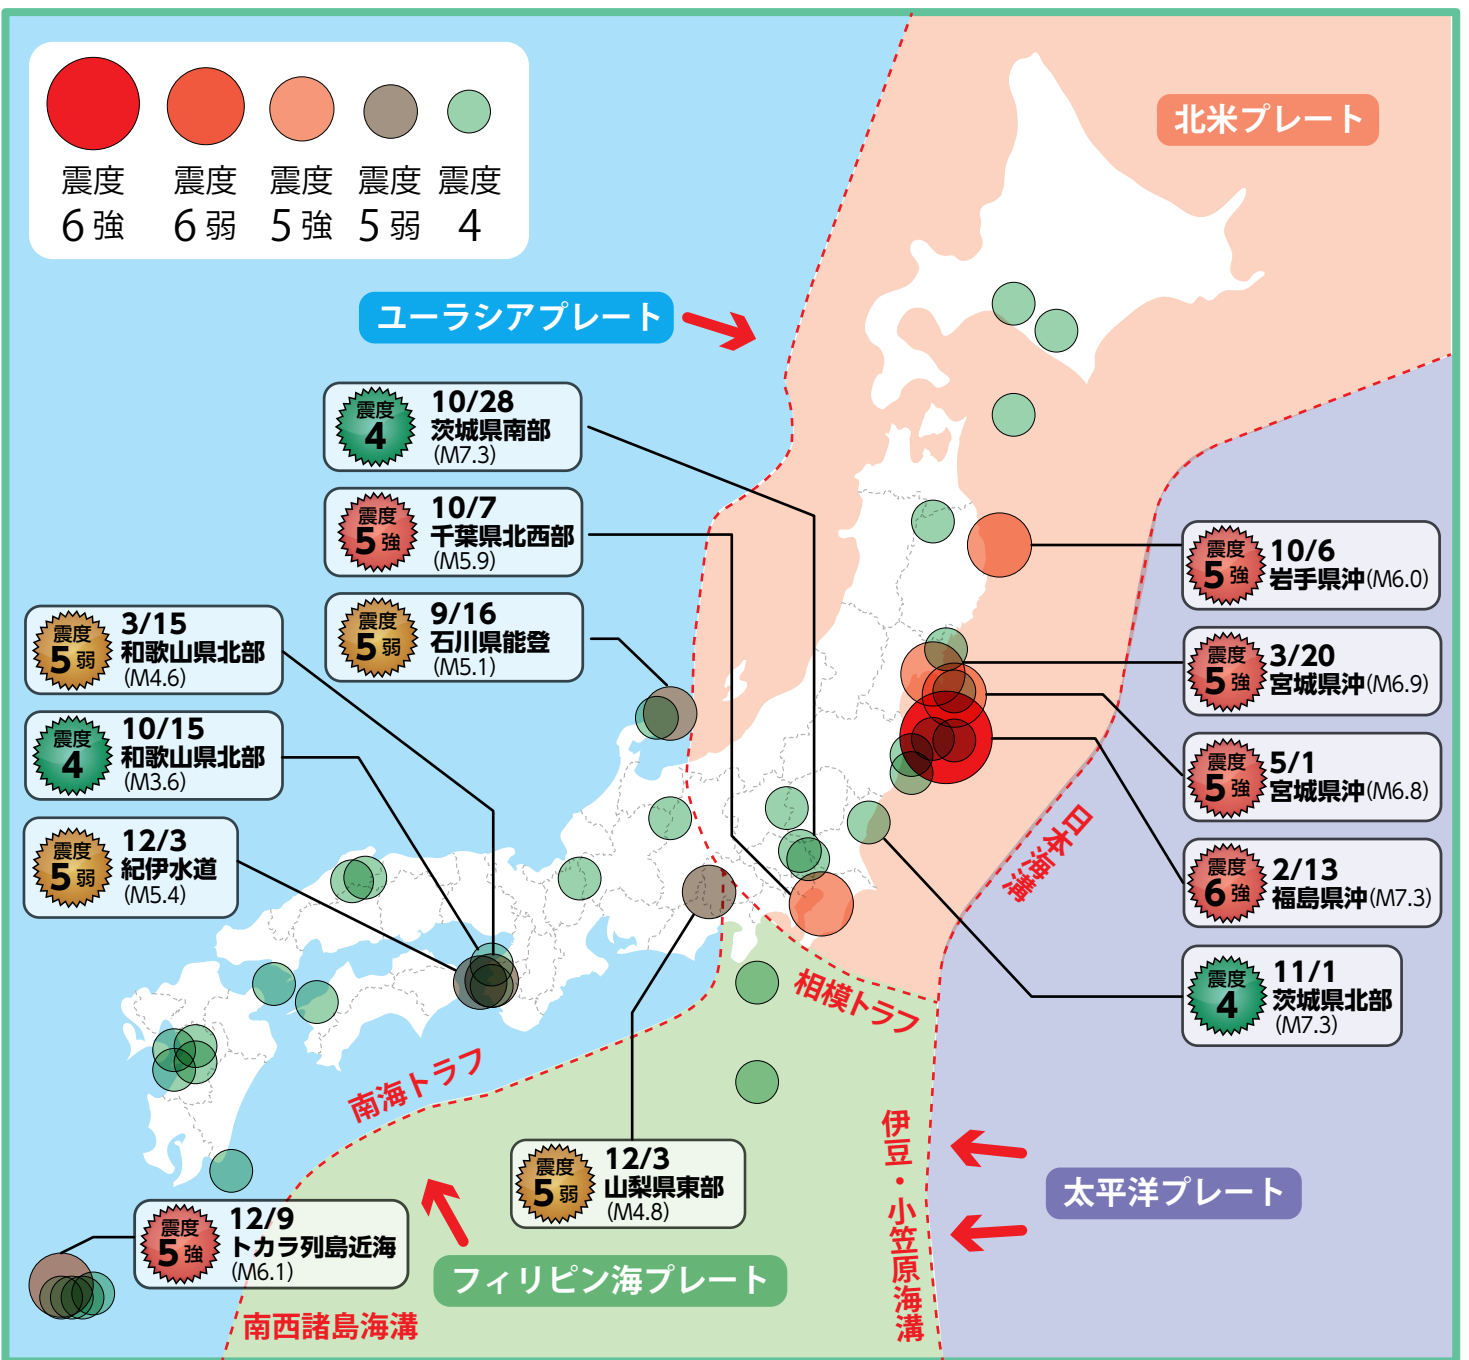 震度
6強
震度
6弱
震度
5強
震度
5弱
震度
4
北米プレート
ユーラシアプレート
震度
4
10/28
茨城県南部
(M7.3)
震度
5強
10/7
千葉県北西部
(M5.9)
震度
5弱
9/16
石川県能登
(M5.1)
震度
5弱
3/15
和歌山県北部
(M4.6)
震度
4
10/15
和歌山県北部
(M3.6)
震度
5弱
12/3
紀伊水道
(M5.4)
震度
5強
10/6
岩手県沖(M6.0)
震度
5強
3/20
宮城県沖(M6.9)
震度
5強
5/1
宮城県沖(M6.8)
震度
6強
2/13
福島県沖(M7.3)
震度
4
11/1
茨城県北部
(M7.3)
日本海溝
相模トラフ
南海トラフ
伊豆・小笠原海溝
震度
5弱
12/3
山梨県東部
(M4.8)
太平洋プレート
震度
5強
12/9
トカラ列島近海
(M6.1)
フィリピン海プレート
南西諸島海溝